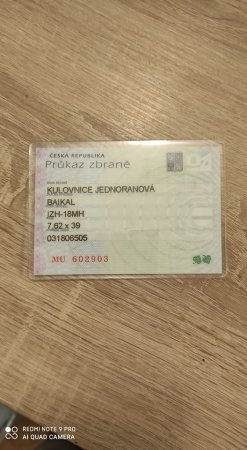 ČESKÁ REPUBLIKA
Průkaz zbraně
KULOVNICE JEDNORANOVÁ
BAIKAL
IZH-18MH
7,62 x 39
031806505
MU 602903
REDMI NOTE 9 PRO
AI QUAD CAMERA